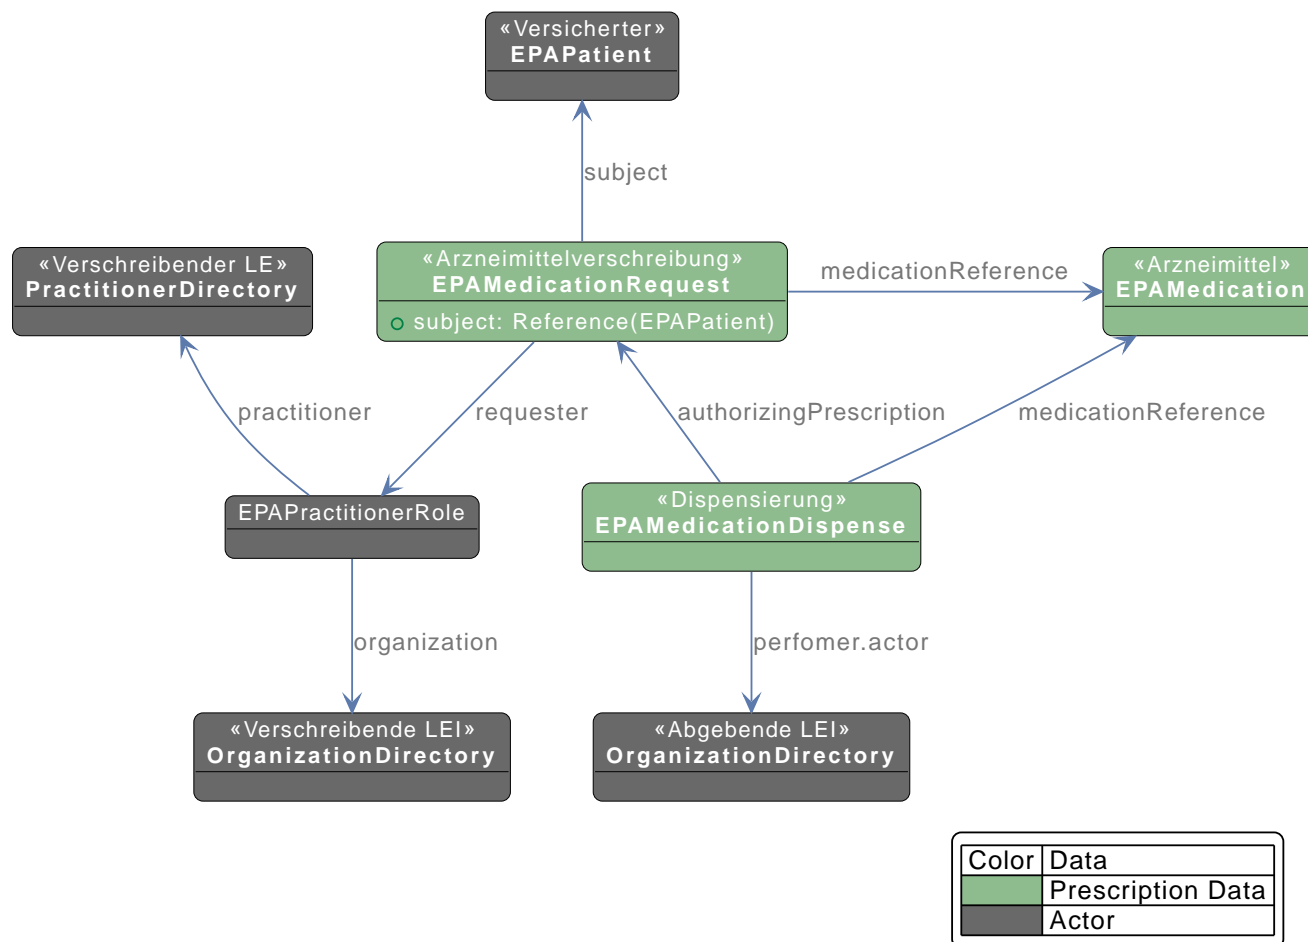 «Versicherter»
EPAPatient
subject
«Verschreibender LE»
PractitionerDirectory
«Arzneimittelverschreibung»
EPAMedicationRequest
subject: Reference(EPAPatient)
medicationReference
«Arzneimittel»
EPAMedication
practitioner
requester
authorizingPrescription
medicationReference
EPAPractitionerRole
«Dispensierung»
EPAMedicationDispense
organization
perfomer.actor
«Verschreibende LEI»
OrganizationDirectory
«Abgebende LEI»
OrganizationDirectory
Color Data
Prescription Data
Actor